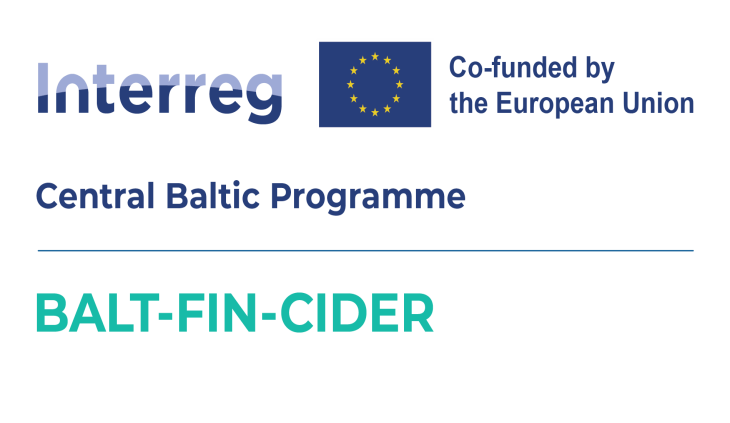 Interreg
Co-funded by
the European Union
Central Baltic Programme
BALT-FIN-CIDER